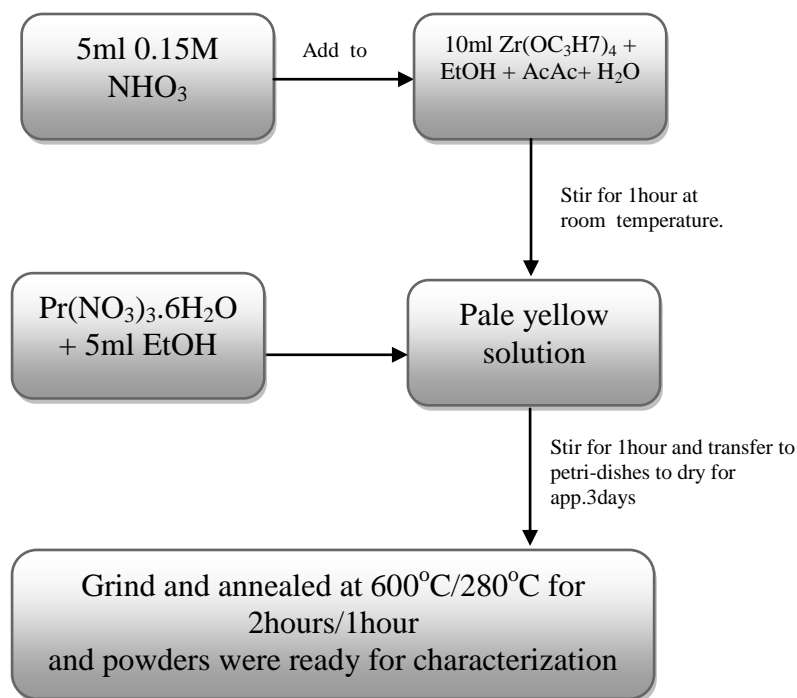 5ml 0.15M
NHO₃
Add to
10ml Zr(OC₃H7)₄ +
EtOH + AcAc+ H₂O
Stir for 1hour at
room temperature.
Pr(NO₃)₃.6H₂O
+ 5ml EtOH
Pale yellow
solution
Stir for 1hour and transfer to
petri-dishes to dry for
app.3days
Grind and annealed at 600°C/280°C for
2hours/1hour
and powders were ready for characterization